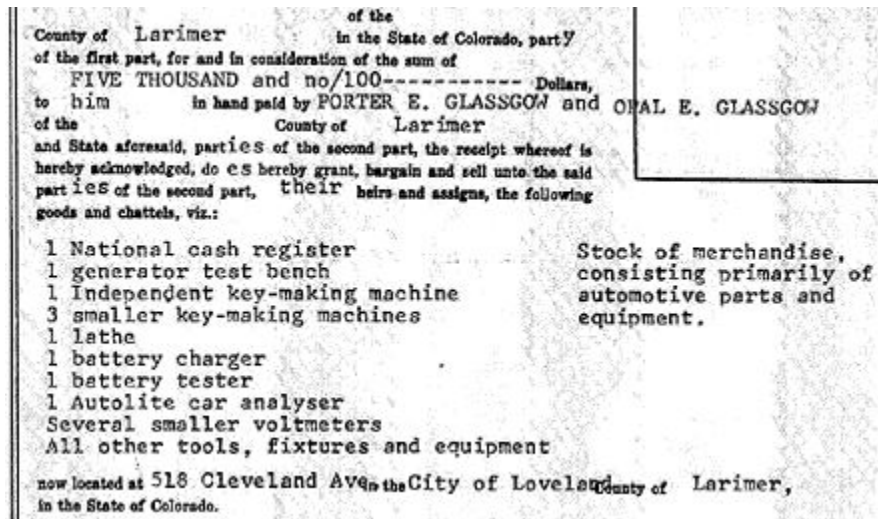 of the
County of Larimer in the State of Colorado, party
of the first part, for and in consideration of the sum of
FIVE THOUSAND and no/100----------- Dollars,
to him in hand paid by PORTER E. GLASSGOW and OPAL E. GLASSGOW
of the County of Larimer
and State aforesaid, parties of the second part, the receipt whereof is
hereby acknowledged, do es hereby grant, bargain and sell unto the said
part ies of the second part, their heirs and assigns, the following
goods and chattels, viz.:
1 National cash register
1 generator test bench
1 Independent key-making machine
3 smaller key-making machines
1 lathe
1 battery charger
1 battery tester
1 Autolite car analyser
Several smaller voltmeters
All other tools, fixtures and equipment
Stock of merchandise,
consisting primarily of
automotive parts and
equipment.
now located at 518 Cleveland Ave in the City of Loveland County of Larimer,
in the State of Colorado.